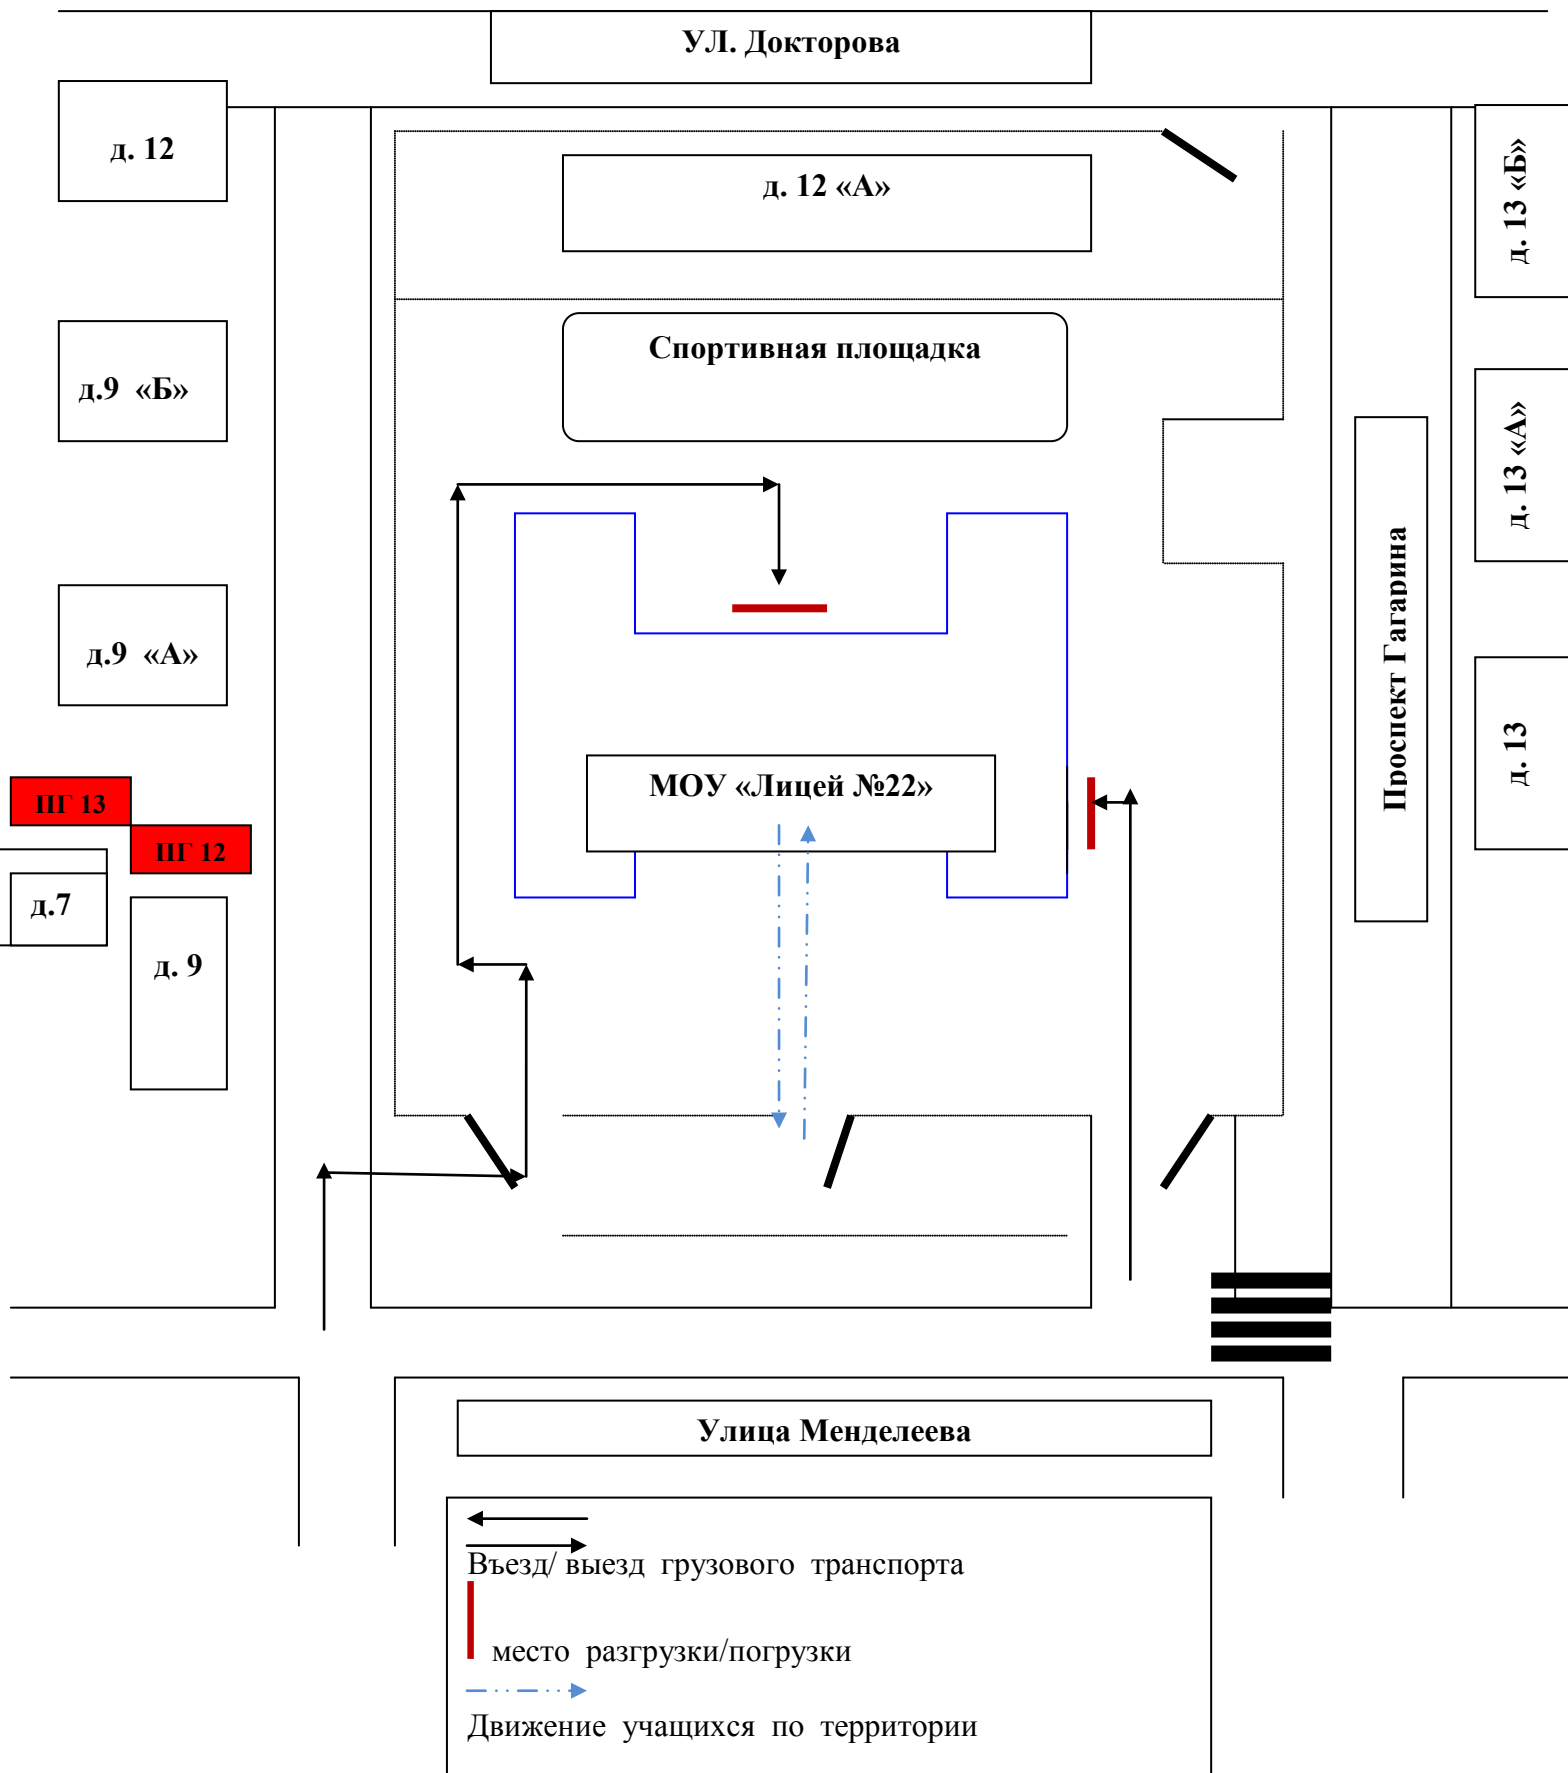 УЛ. Докторова
д. 12
д. 12 «А»
д. 13 «Б»
Спортивная площадка
д.9 «Б»
д. 13 «А»
Проспект Гагарина
д.9 «А»
д. 13
МОУ «Лицей №22»
ПГ 13
ПГ 12
д.7
д. 9
Улица Менделеева
Въезд/ выезд грузового транспорта
место разгрузки/погрузки
Движение учащихся по территории